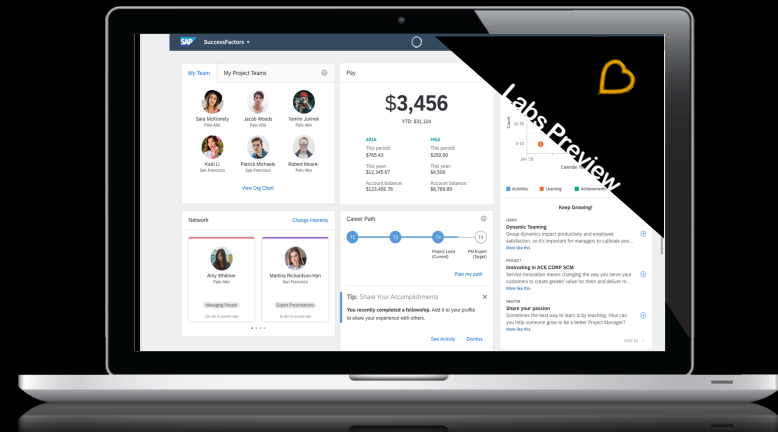 SAP SuccessFactors
Labs Preview
My Team My Project Teams
Sara McKinnely
Palo Alto
Jacob Woods
Palo Alto
Yamini Jurinek
Palo Alto
Karli Li
San Francisco
Patrick Michaels
San Francisco
Robert Moore-
Palo Alto
View Org Chart
Pay
$3,456
YTD: $31,104
401k
This period:
$765.43
This year:
$12,345.67
Account balance:
$123,456.78
HSA
This period:
$250.00
This year:
$4,500
Account balance:
$6,789.89
Count
11-20
0-10
Jan '18
Calendar
Activities Learning Achievements
Network Change Interests
Amy Whitmer
Palo Alto
Managing People
Martina Richardson-Han
San Francisco
Expert Presentations
Career Path
T1 T2 T3 T4
Project Lead
(Current)
PM Expert
(Target)
Plan my path
Tip: Share Your Accomplishments
You recently completed a fellowship. Add it to your profile
to share your experience with others.
See Activity Dismiss
Keep Growing!
LEARN
Dynamic Teaming
Group dynamics impact productivity and employee
satisfaction, so it's important for managers to cultivate pos...
More like this
PROJECT
Innovating in ACE CORP SCM
Service Innovation means changing the way you serve your
customers to create greater value for them and deliver m...
More like this
MENTOR
Share your passion
Sometimes the best way to learn is by teaching. How can
you help someone grow to be a better Project Manager?
More like this
Add to